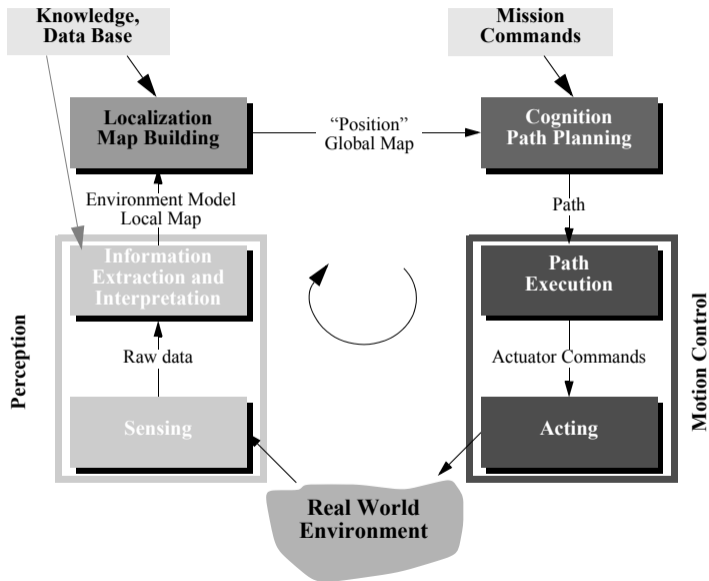 Knowledge,
Data Base
Mission
Commands
Localization
Map Building
“Position”
Global Map
Cognition
Path Planning
Environment Model
Local Map
Path
Information
Extraction and
Interpretation
Path
Execution
Perception
Raw data
Actuator Commands
Motion Control
Sensing
Acting
Real World
Environment